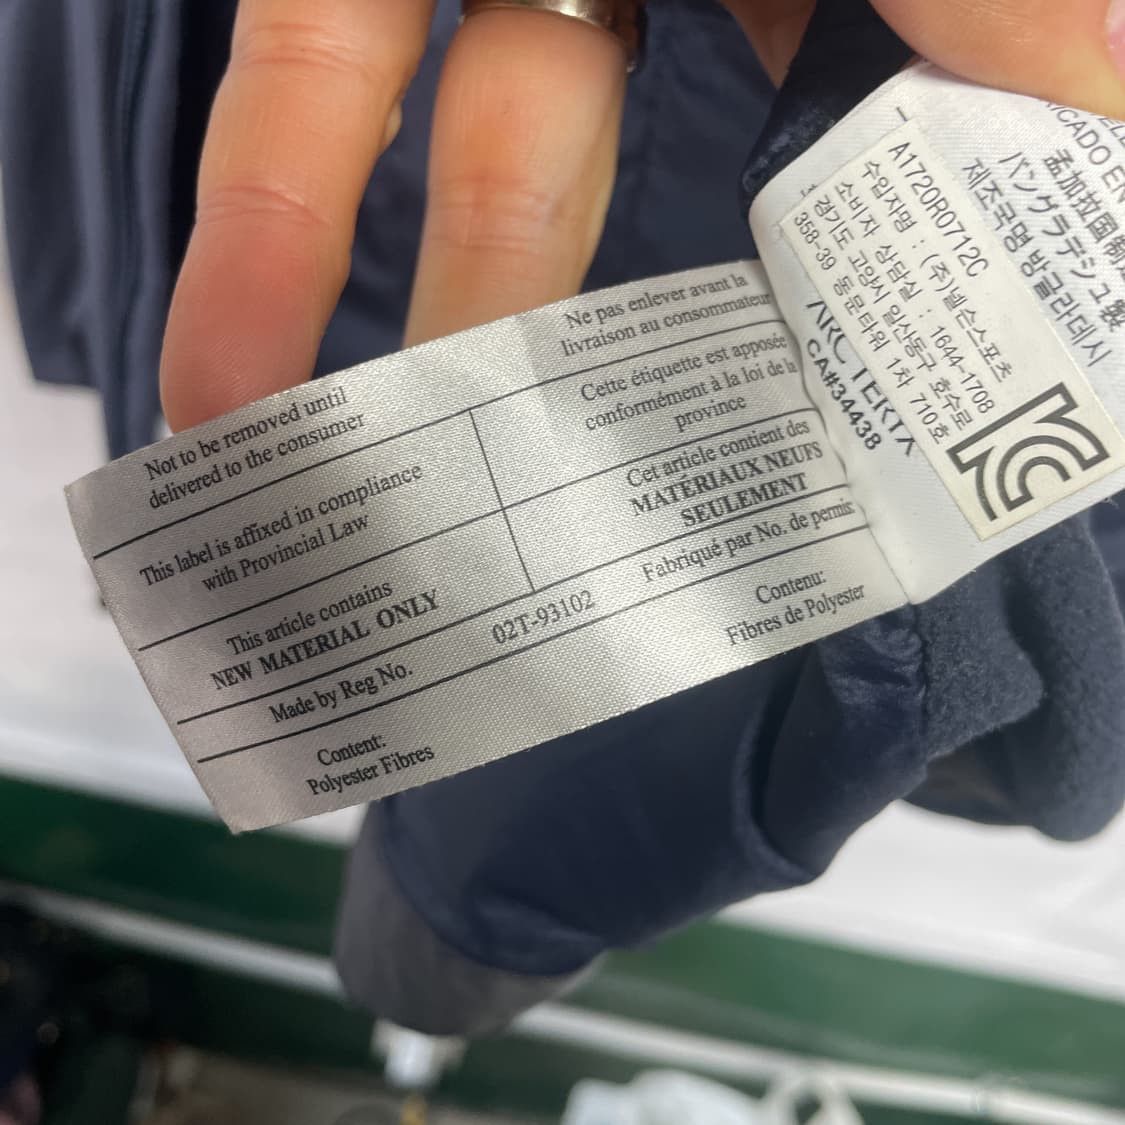 Not to be removed until
delivered to the consumer
Ne pas enlever avant la
livraison au consommateur
This label is affixed in compliance
with Provincial Law
Cette étiquette est apposée
conformément à la loi de la
province
This article contains
NEW MATERIAL ONLY
Cet article contient des
MATÉRIAUX NEUFS
SEULEMENT
Made by Reg No.
02T-93102
Fabriqué par No. de permis:
Content:
Polyester Fibres
Contenu:
Fibres de Polyester
ARC'TERYX
CA#34438
A1720R0712C
수입자명 : (주)넬슨스포츠
소비자 상담실 : 1644-1708
경기도 고양시 일산동구 호수로
358-39 동문타워 1차 710호
孟加拉国制造
バングラデシュ製
제조국명 방글라데시